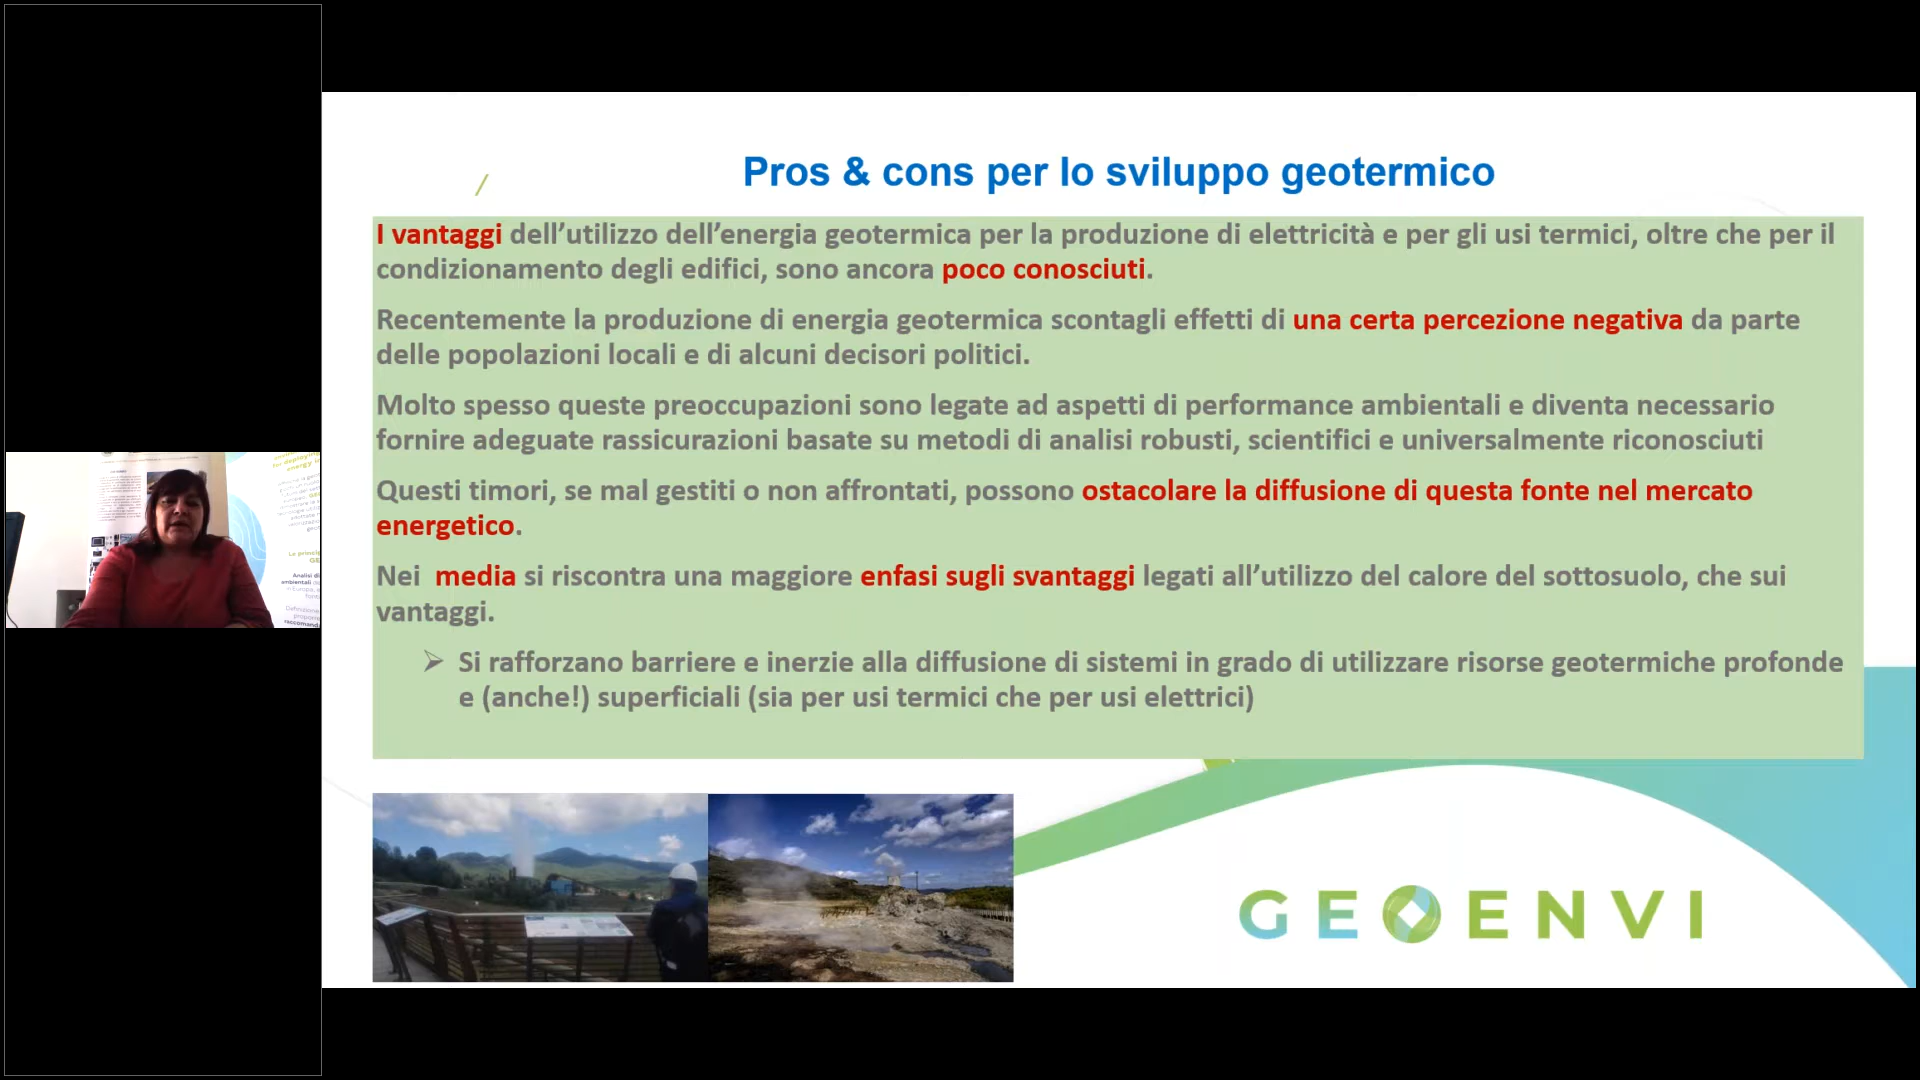 Pros & cons per lo sviluppo geotermico
/
I vantaggi dell’utilizzo dell’energia geotermica per la produzione di elettricità e per gli usi termici, oltre che per il
condizionamento degli edifici, sono ancora poco conosciuti.
Recentemente la produzione di energia geotermica scontagli effetti di una certa percezione negativa da parte
delle popolazioni locali e di alcuni decisori politici.
Molto spesso queste preoccupazioni sono legate ad aspetti di performance ambientali e diventa necessario
fornire adeguate rassicurazioni basate su metodi di analisi robusti, scientifici e universalmente riconosciuti
Questi timori, se mal gestiti o non affrontati, possono ostacolare la diffusione di questa fonte nel mercato
energetico.
Nei media si riscontra una maggiore enfasi sugli svantaggi legati all’utilizzo del calore del sottosuolo, che sui
vantaggi.
➢ Si rafforzano barriere e inerzie alla diffusione di sistemi in grado di utilizzare risorse geotermiche profonde
e (anche!) superficiali (sia per usi termici che per usi elettrici)
GEOENVI